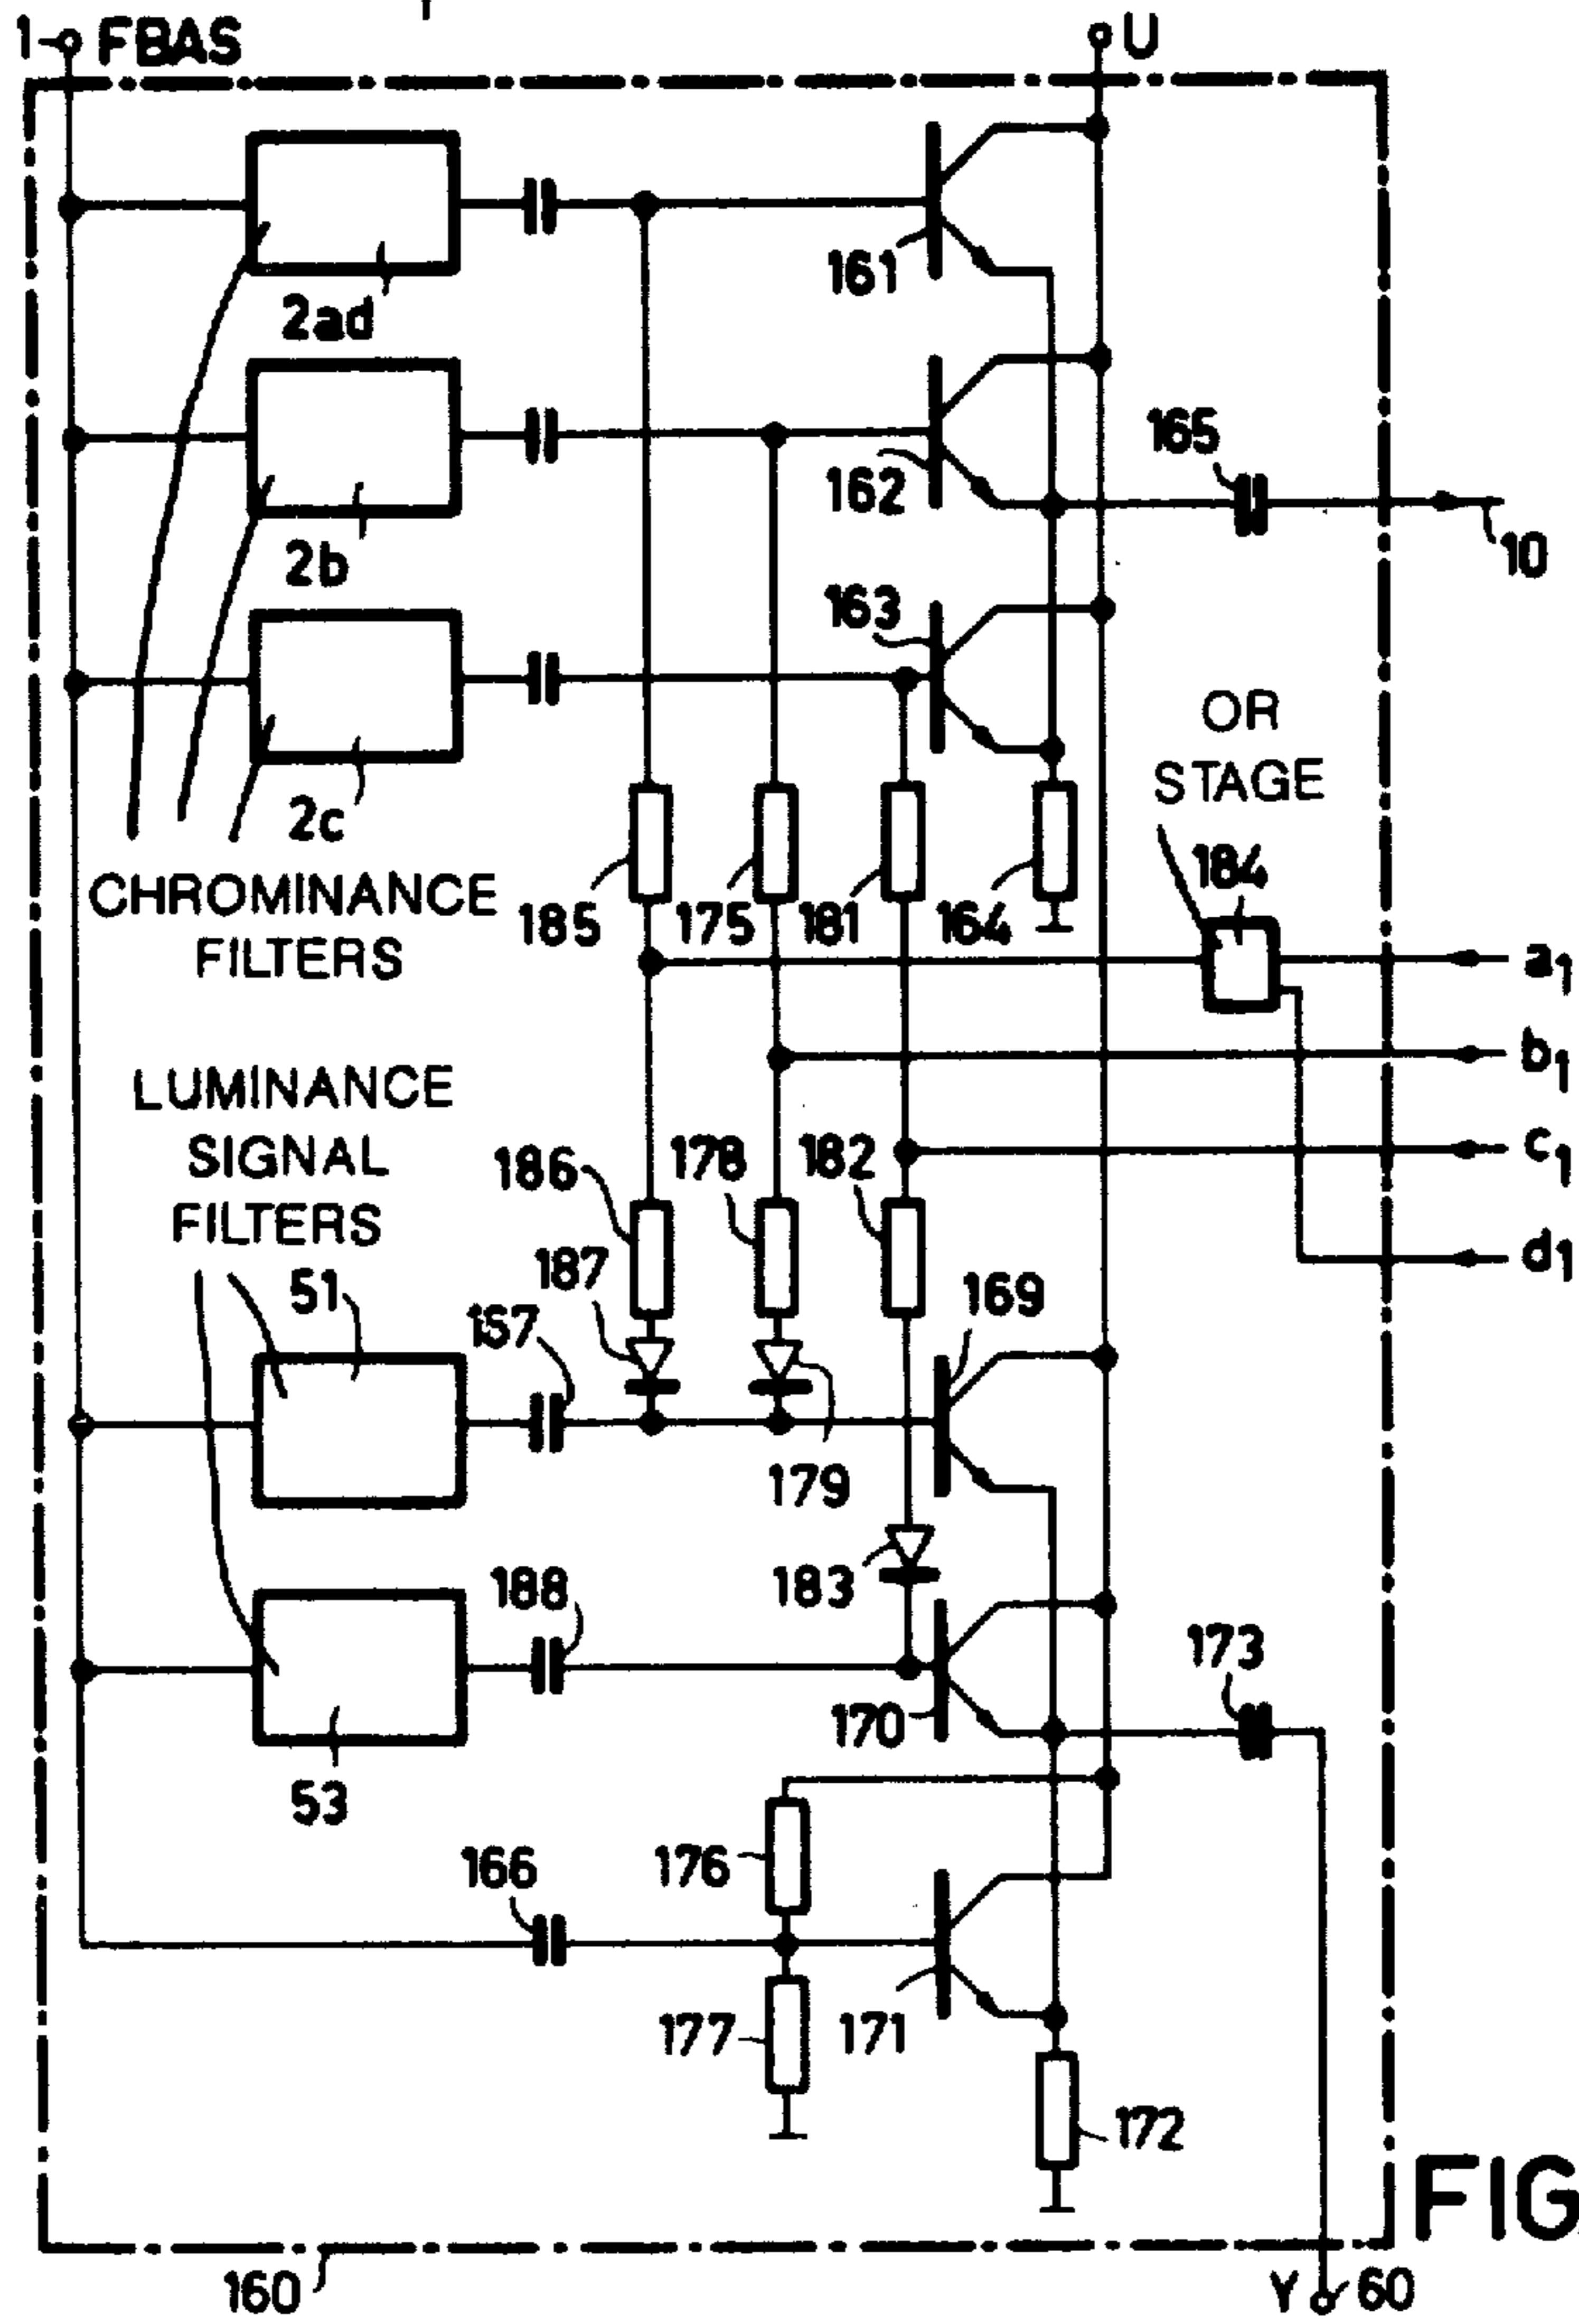 1 FBAS
U
161
2ad
165
162
2b
10
163
OR
STAGE
2c
184
CHROMINANCE
FILTERS
185
175
181
164
a1
b1
LUMINANCE
SIGNAL
FILTERS
186
178
182
c1
d1
187
169
51
167
179
188
183
173
170
53
166
176
177
171
172
FIG
160
Y 60